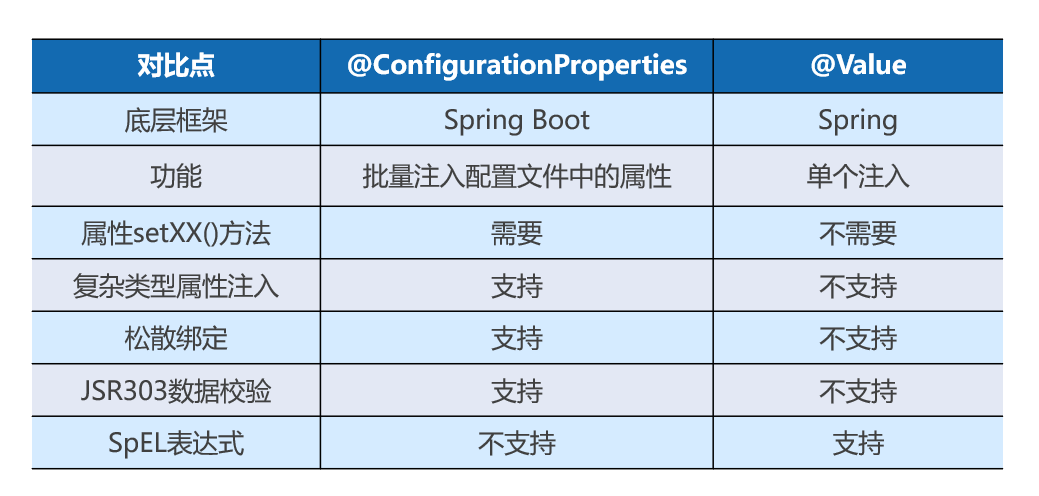 对比点 @ConfigurationProperties @Value
底层框架 Spring Boot Spring
功能 批量注入配置文件中的属性 单个注入
属性setXX()方法 需要 不需要
复杂类型属性注入 支持 不支持
松散绑定 支持 不支持
JSR303数据校验 支持 不支持
SpEL表达式 不支持 支持